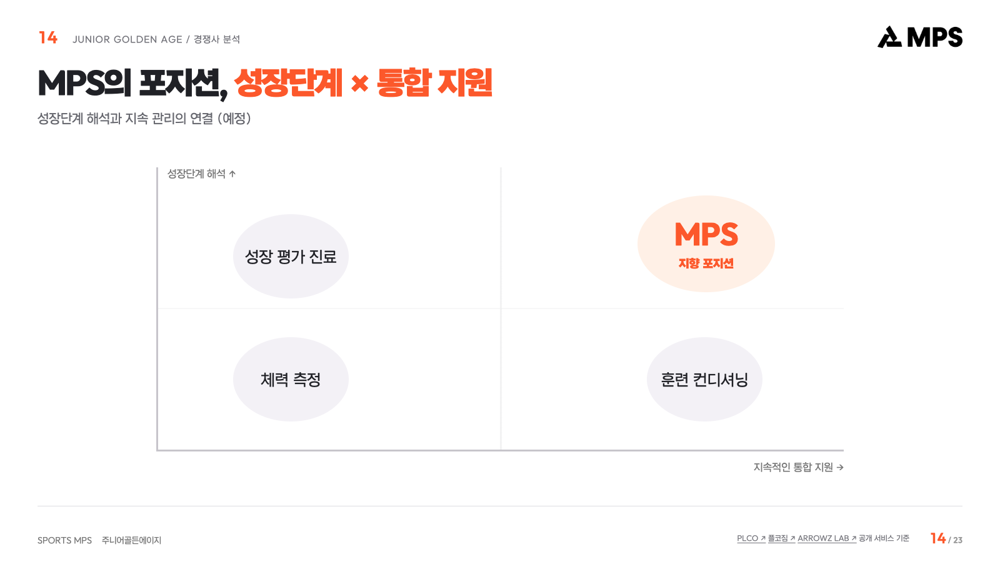 14 JUNIOR GOLDEN AGE / 경쟁사 분석
MPS
MPS의 포지션, 성장단계 × 통합 지원
성장단계 해석과 지속 관리의 연결 (예정)
성장단계 해석 ↑
MPS
지향 포지션
성장 평가 진료
체력 측정
훈련 컨디셔닝
지속적인 통합 지원 →
SPORTS MPS 주니어골든에이지
PLCO ↗ 플코짐 ↗ ARROWZ LAB ↗ 공개 서비스 기준
14 / 23